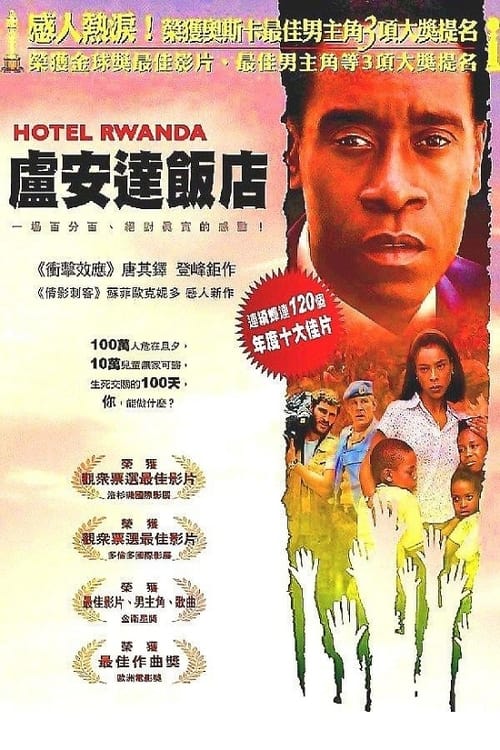 感人熱淚！榮獲奧斯卡最佳男主角3項大獎提名
榮獲金球獎最佳影片、最佳男主角等3項大獎提名
HOTEL RWANDA
盧安達飯店
一場百分百、絕對真實的感動！
《衝擊效應》唐其鐸 登峰鉅作
《倩影刺客》蘇菲歐克妮多 感人新作
連續蟬達120個
年度十大佳片
100萬人危在旦夕，
10萬兒童無家可歸，
生死交關的100天，
你，能做什麼？
榮獲
觀眾票選最佳影片
洛杉磯國際影展
榮獲
觀眾票選最佳影片
多倫多國際影展
榮獲
最佳影片、男主角、歌曲
金衛星獎
榮獲
最佳作曲獎
歐洲電影獎